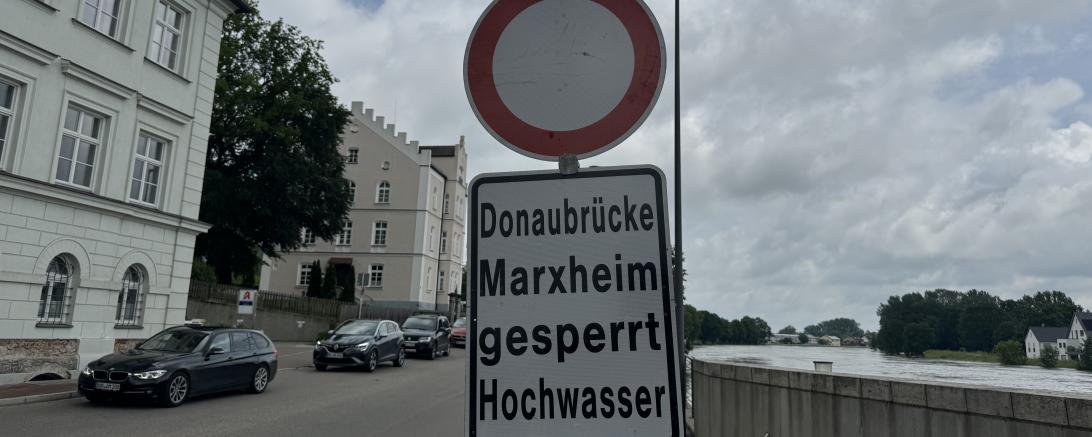 Donaubrücke
Marxheim
gesperrt
Hochwasser